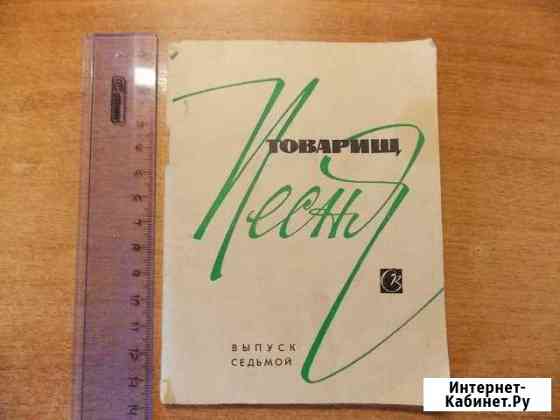 ТОВАРИЩ
Песня
ВЫПУСК
СЕДЬМОЙ
Интернет-
Кабинет.Ру